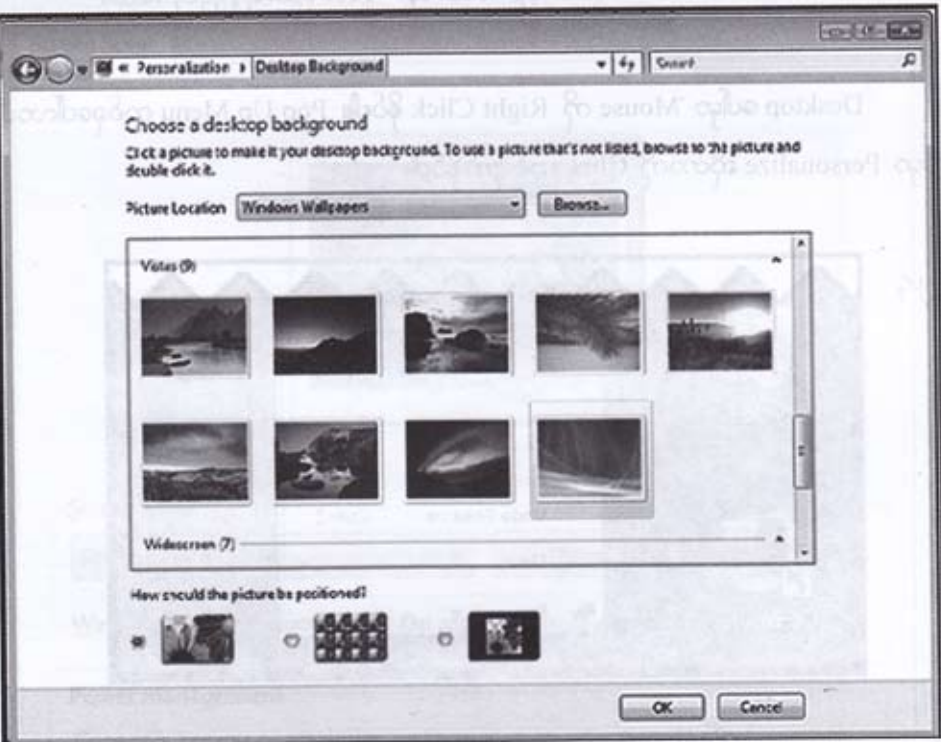 « Personalization ▸ Desktop Background
Search
Choose a desktop background
Click a picture to make it your desktop background. To use a picture that's not listed, browse to the picture and
double click it.
Picture Location Windows Wallpapers Browse...
Vistas (9)
Widescreen (7)
How should the picture be positioned?
OK Cancel